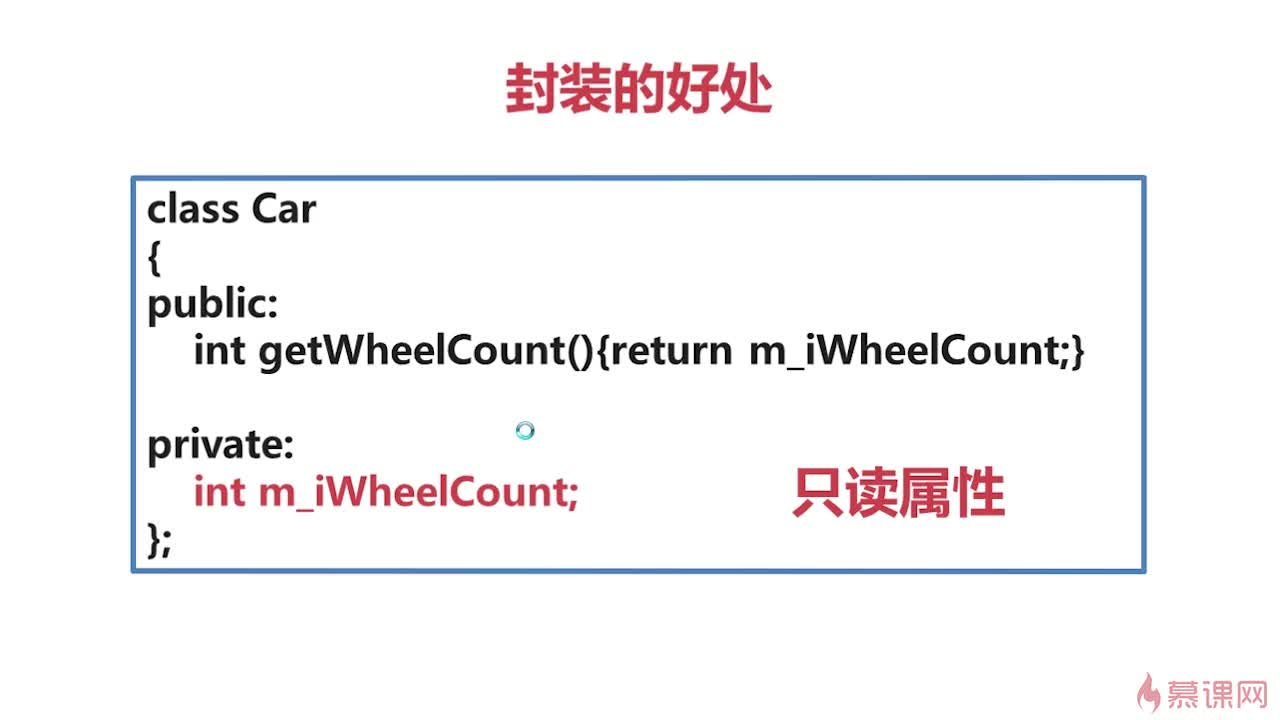 封装的好处
class Car
{
public:
int getWheelCount(){return m_iWheelCount;}
private:
int m_iWheelCount;
只读属性
};
慕课网